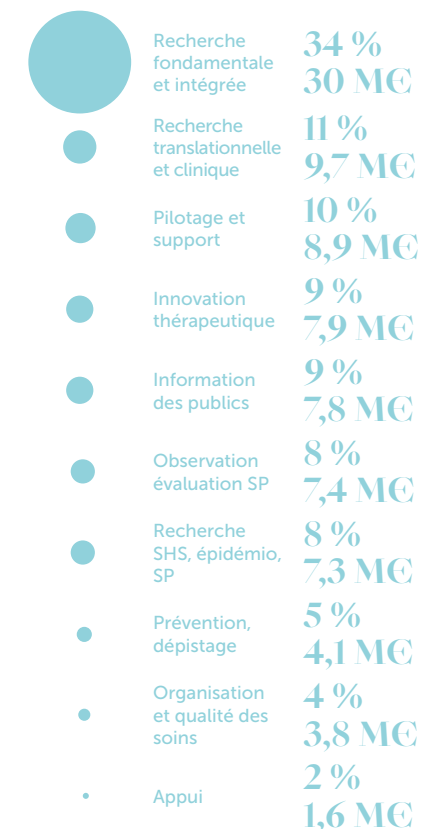 Recherche
fondamentale
et intégrée
34 %
30 M€
Recherche
translationnelle
et clinique
11 %
9,7 M€
Pilotage et
support
10 %
8,9 M€
Innovation
thérapeutique
9 %
7,9 M€
Information
des publics
9 %
7,8 M€
Observation
évaluation SP
8 %
7,4 M€
Recherche
SHS, épidémio,
SP
8 %
7,3 M€
Prévention,
dépistage
5 %
4,1 M€
Organisation
et qualité des
soins
4 %
3,8 M€
Appui
2 %
1,6 M€